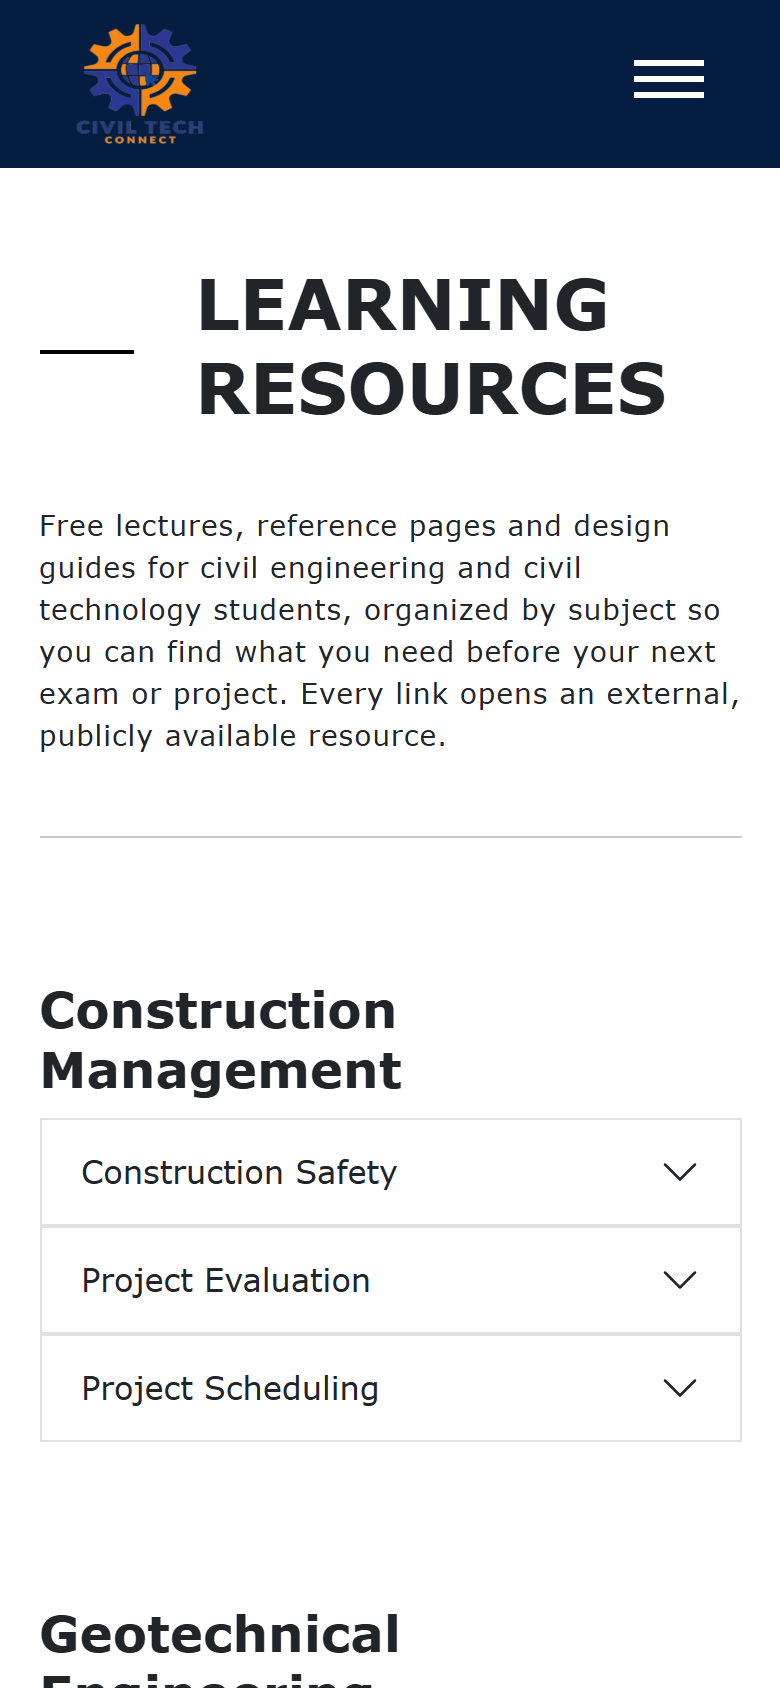 CIVIL TECH
CONNECT
LEARNING
RESOURCES
Free lectures, reference pages and design
guides for civil engineering and civil
technology students, organized by subject so
you can find what you need before your next
exam or project. Every link opens an external,
publicly available resource.
Construction
Management
Construction Safety
Project Evaluation
Project Scheduling
Geotechnical
Engineering